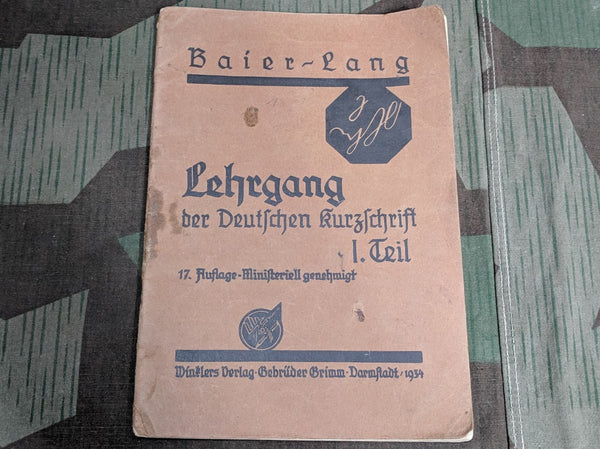 Baier-Lang
Lehrgang
der Deutschen Kurzschrift
I. Teil
17. Auflage-Ministeriell genehmigt
Winklers Verlag·Gebrüder Grimm·Darmstadt/1934